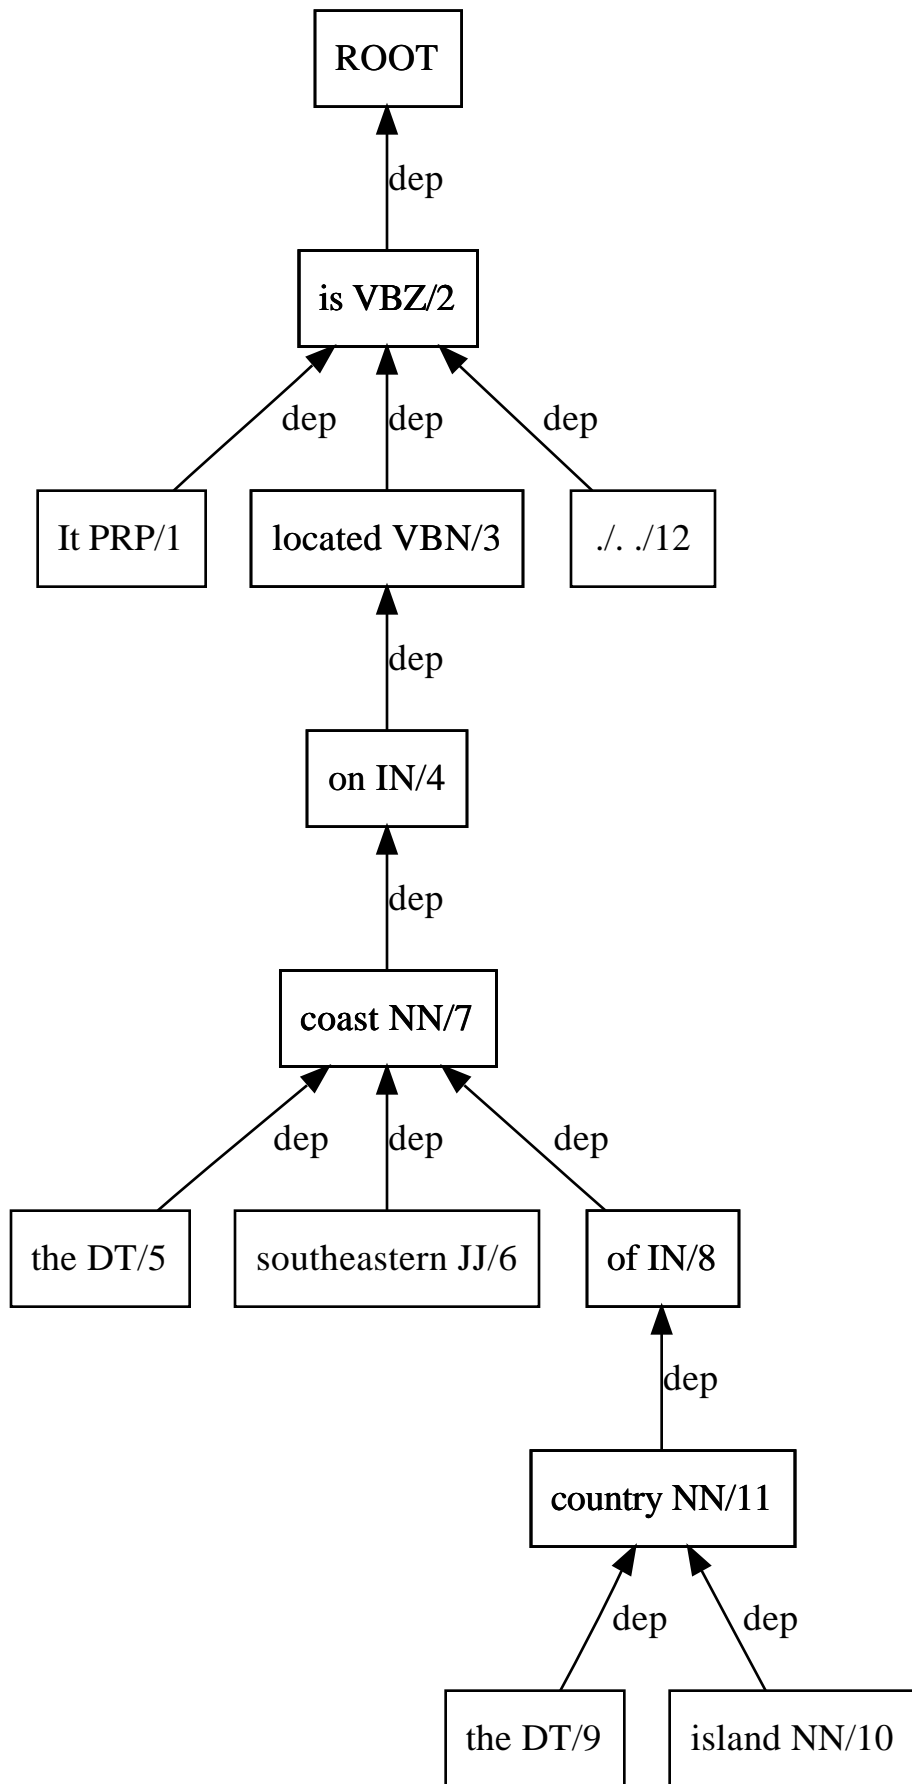 ROOT
dep
is VBZ/2
dep dep dep
It PRP/1 located VBN/3 ./. ./12
dep
on IN/4
dep
coast NN/7
dep dep dep
the DT/5 southeastern JJ/6 of IN/8
dep
country NN/11
dep dep
the DT/9 island NN/10